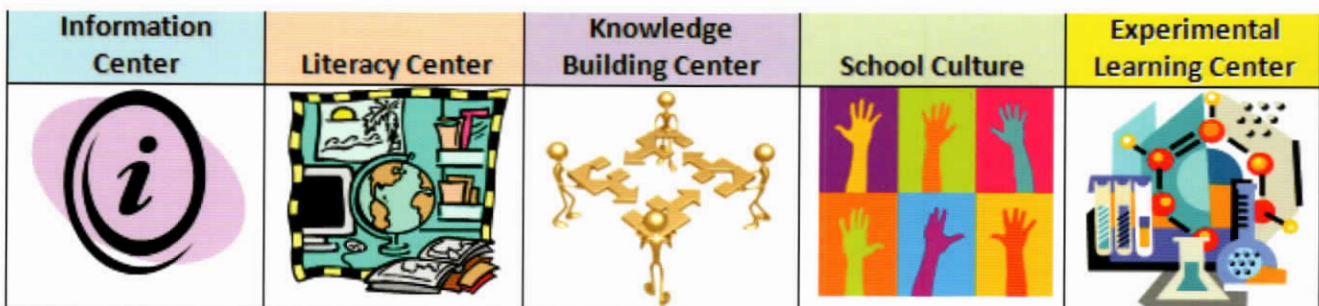 Information
Center
Literacy Center
Knowledge
Building Center
School Culture
Experimental
Learning Center
i